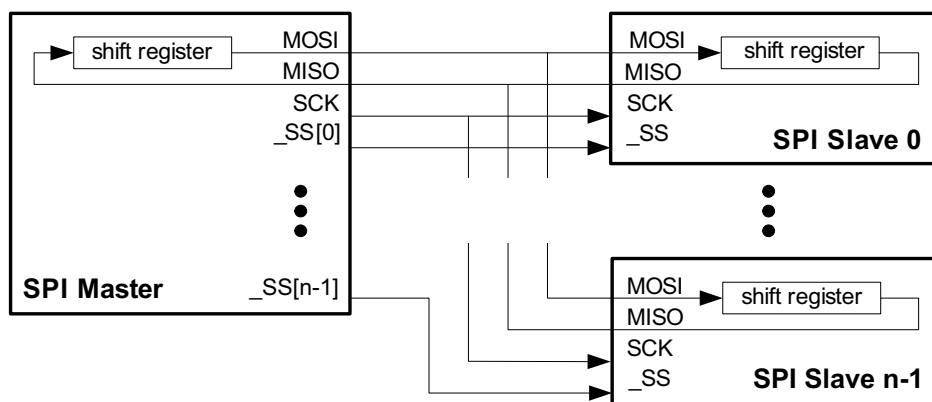 shift register
MOSI
MISO
SCK
_SS[0]
_SS[n-1]
SPI Master
MOSI
shift register
MISO
SCK
_SS
SPI Slave 0
MOSI
shift register
MISO
SCK
_SS
SPI Slave n-1